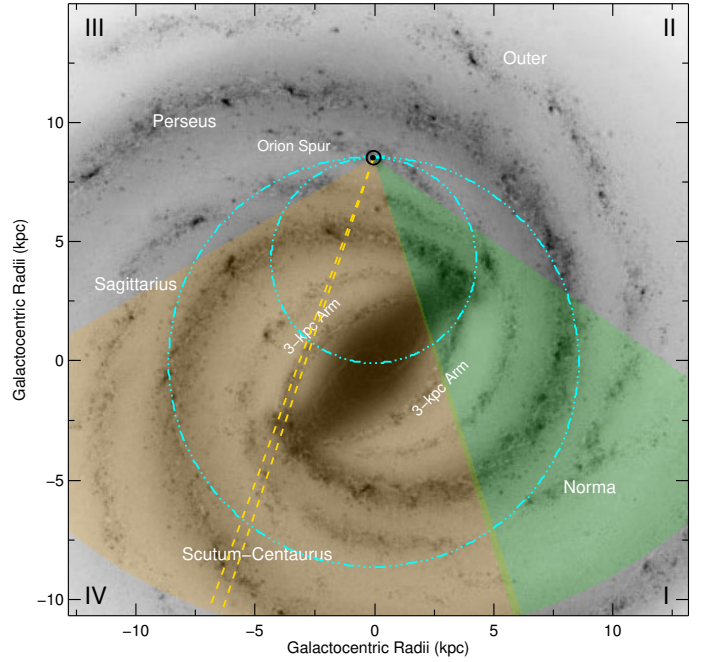 III
II
Outer
Perseus
Orion Spur
Sagittarius
3−kpc Arm
3−kpc Arm
Norma
Scutum−Centaurus
IV
I
10
5
0
−5
−10
−10
−5
0
5
10
Galactocentric Radii (kpc)
Galactocentric Radii (kpc)